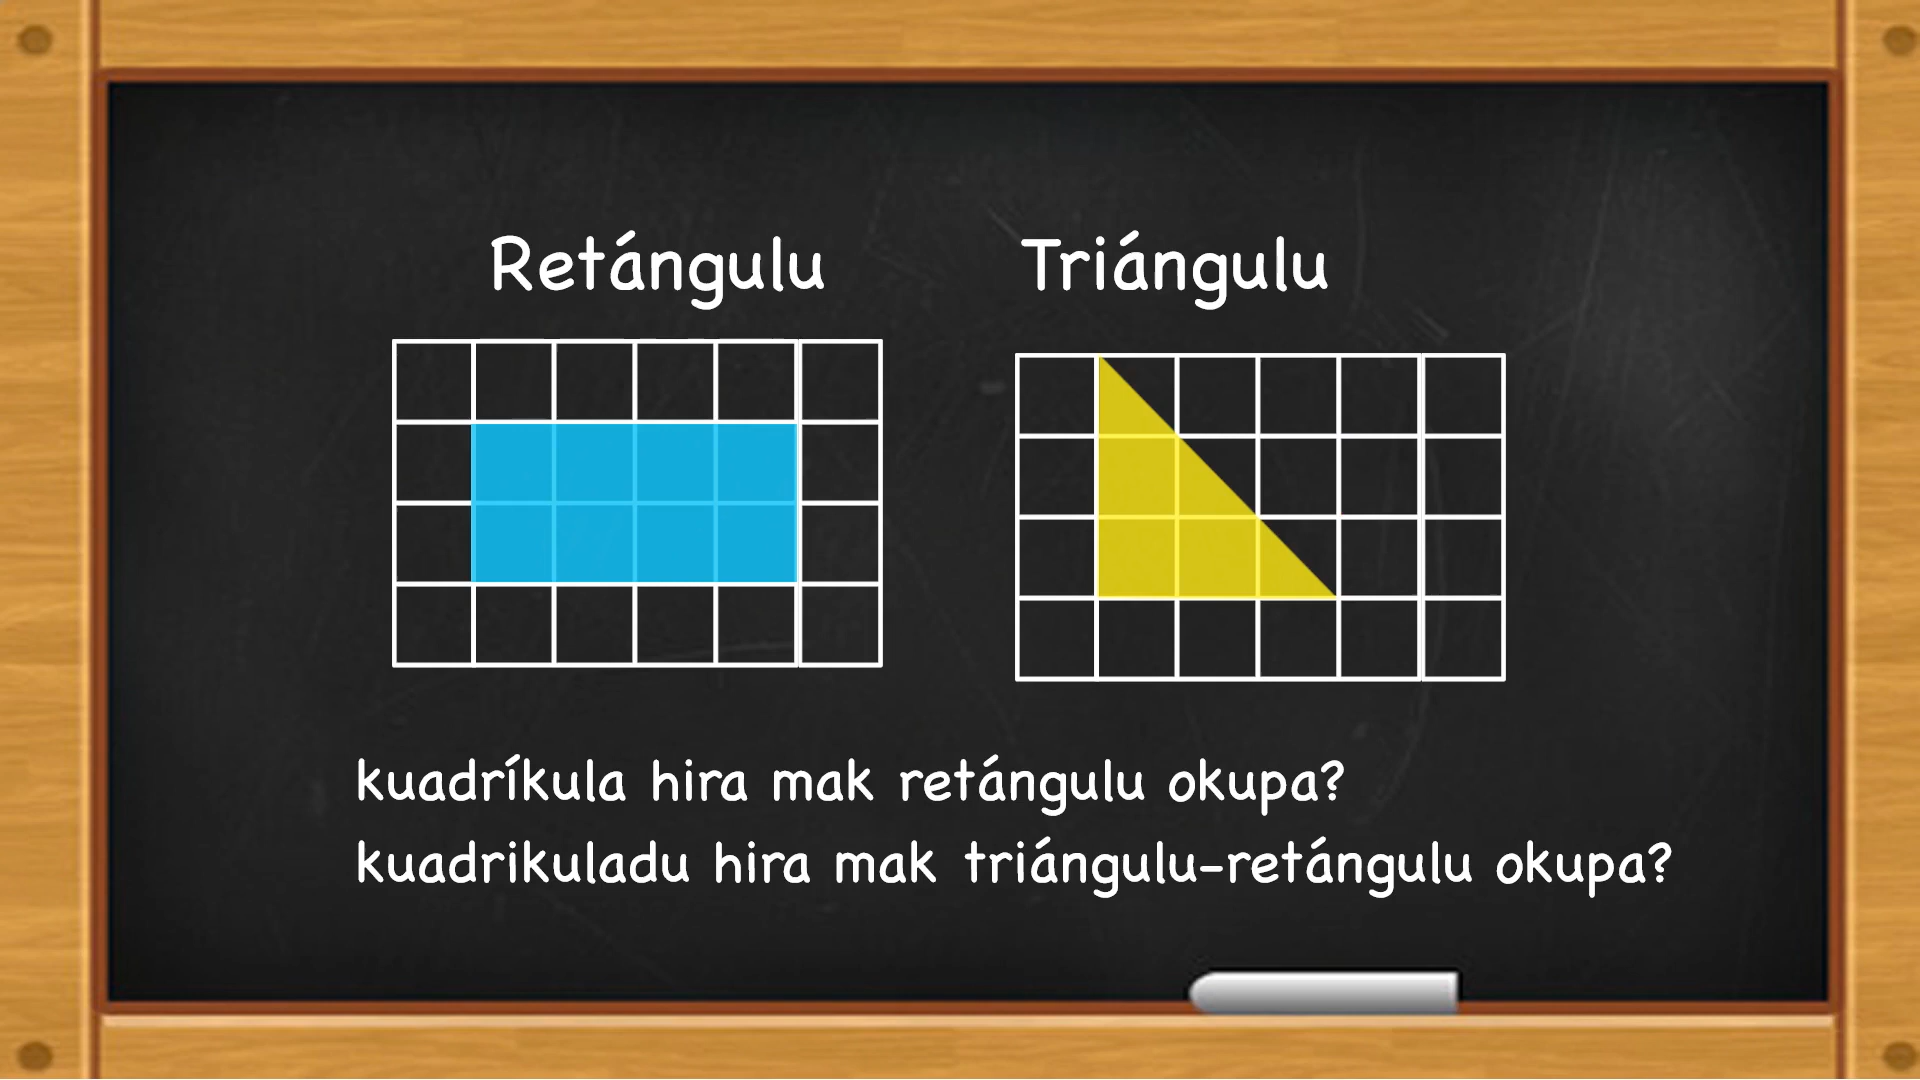 Retángulu Triángulu
kuadríkula hira mak retángulu okupa?
kuadrikuladu hira mak triángulu-retángulu okupa?